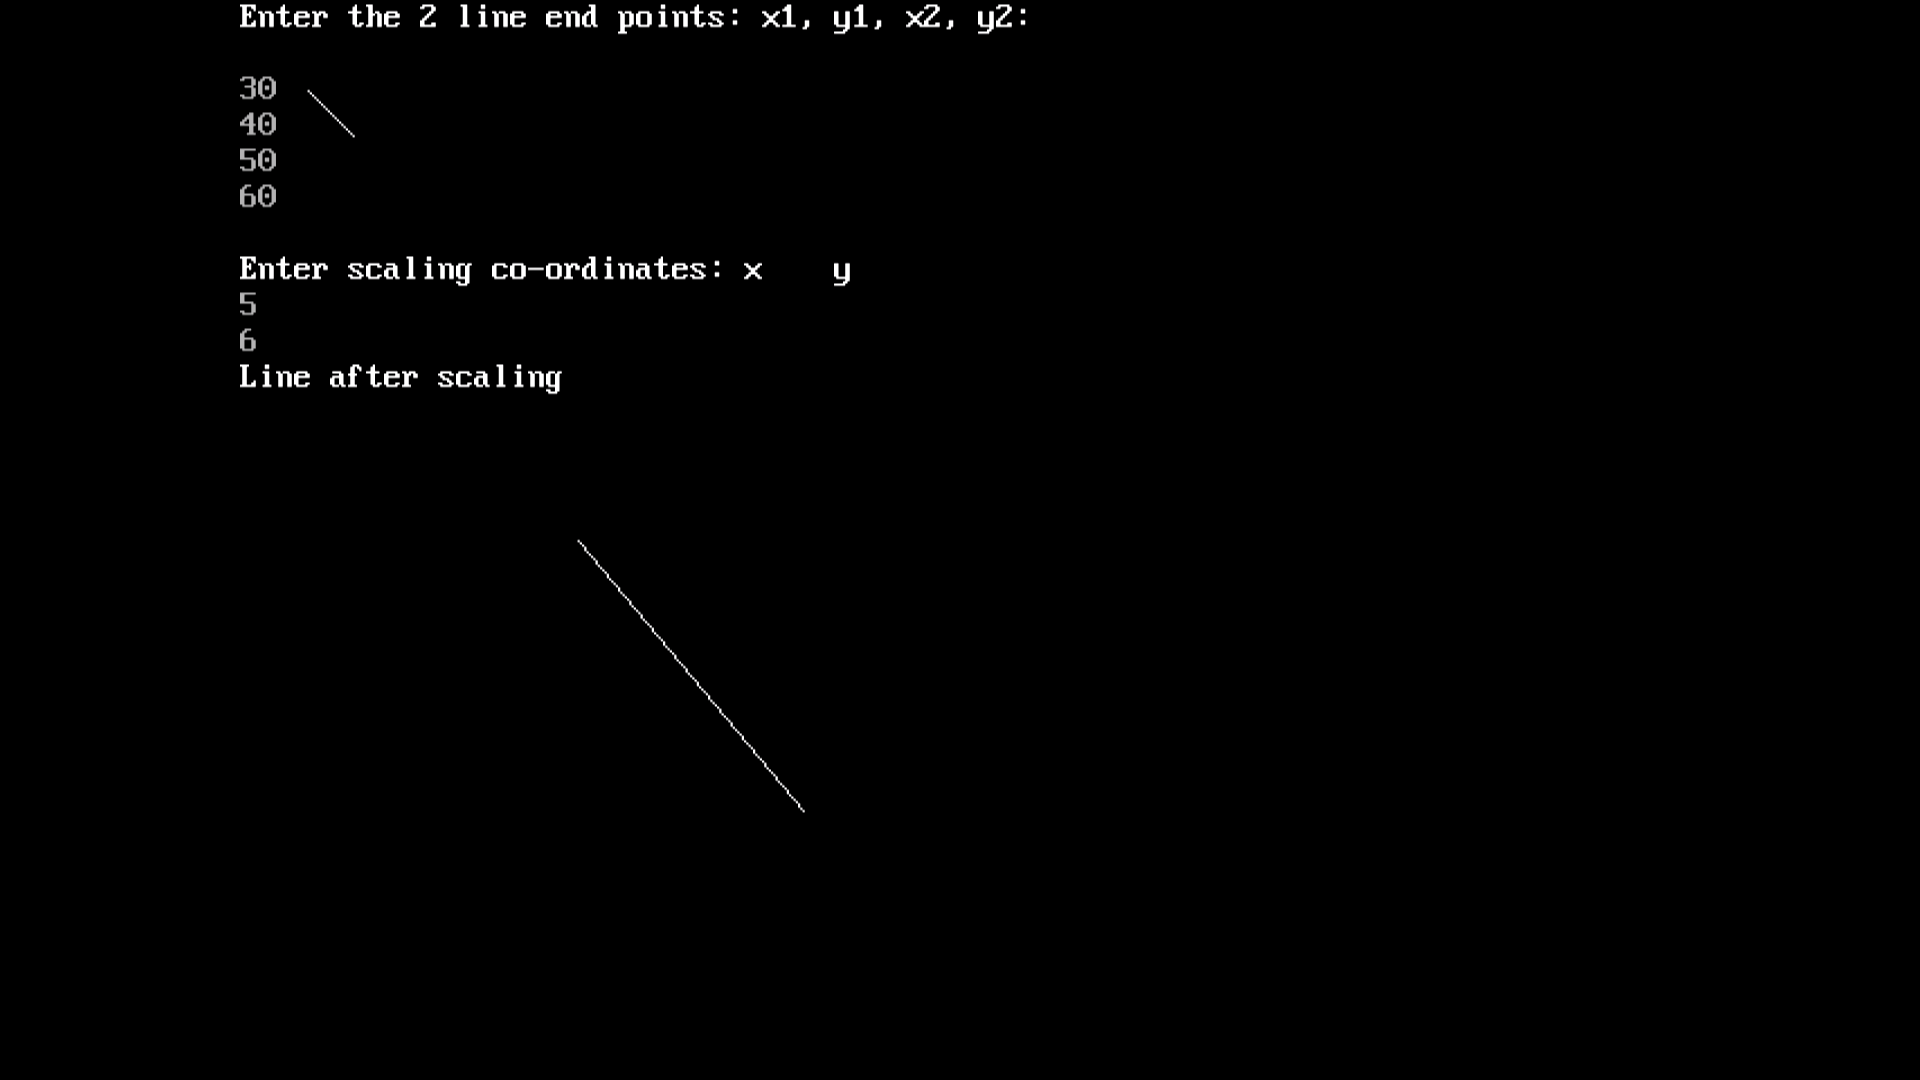 Enter the 2 line end points: x1, y1, x2, y2:
30
40
50
60
Enter scaling co-ordinates: x    y
5
6
Line after scaling